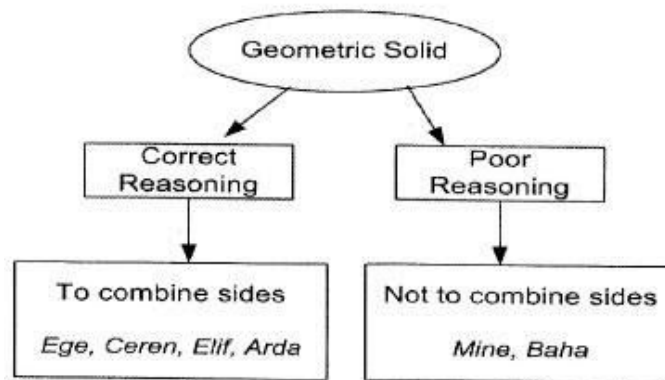 Geometric Solid
Correct
Reasoning
Poor
Reasoning
To combine sides
Ege, Ceren, Elif, Arda
Not to combine sides
Mine, Baha